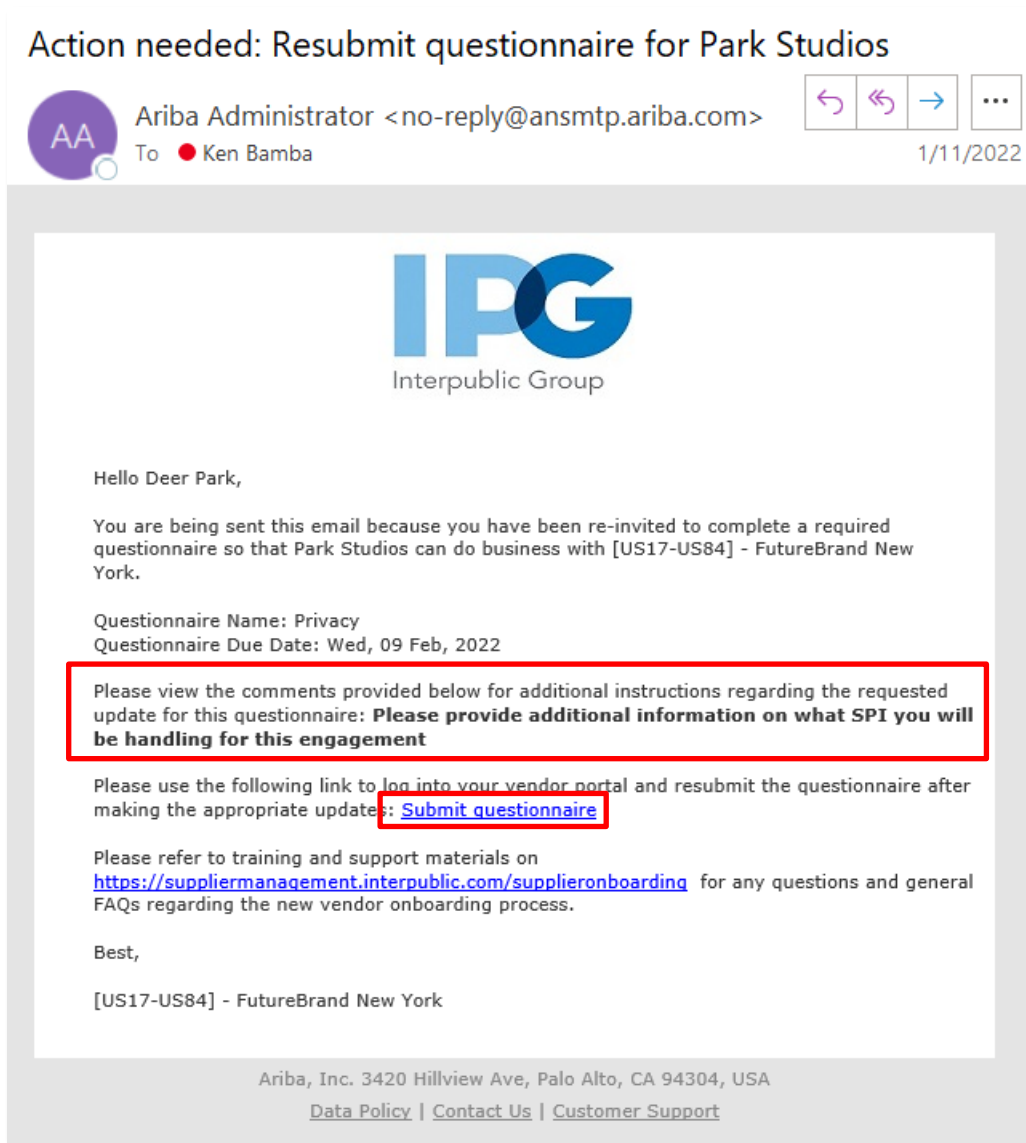 Action needed: Resubmit questionnaire for Park Studios
AA
Ariba Administrator <no-reply@ansmtp.ariba.com>
To Ken Bamba
1/11/2022
IPG
Interpublic Group
Hello Deer Park,
You are being sent this email because you have been re-invited to complete a required
questionnaire so that Park Studios can do business with [US17-US84] - FutureBrand New
York.
Questionnaire Name: Privacy
Questionnaire Due Date: Wed, 09 Feb, 2022
Please view the comments provided below for additional instructions regarding the requested
update for this questionnaire: Please provide additional information on what SPI you will
be handling for this engagement
Please use the following link to log into your vendor portal and resubmit the questionnaire after
making the appropriate updates: Submit questionnaire
Please refer to training and support materials on
https://suppliermanagement.interpublic.com/supplieronboarding for any questions and general
FAQs regarding the new vendor onboarding process.
Best,
[US17-US84] - FutureBrand New York
Ariba, Inc. 3420 Hillview Ave, Palo Alto, CA 94304, USA
Data Policy | Contact Us | Customer Support